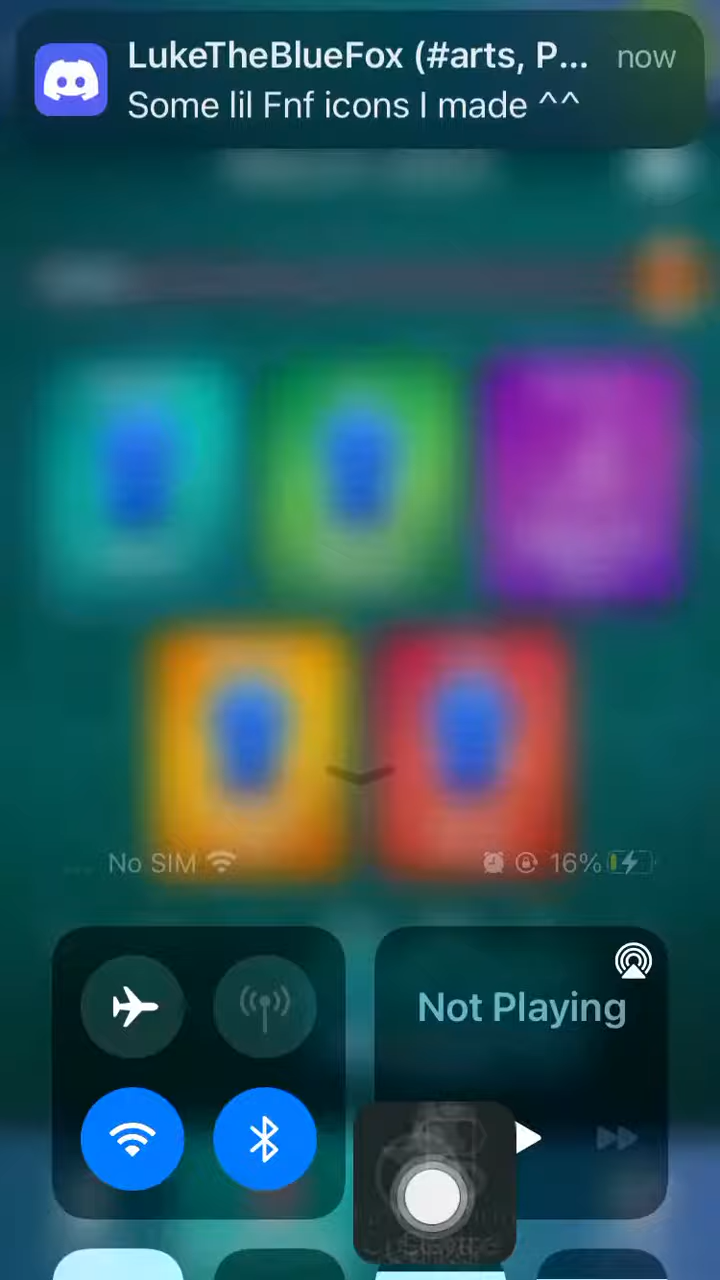 LukeTheBlueFox (#arts, P... now
Some lil Fnf icons I made ^^
No SIM 16%
Not Playing